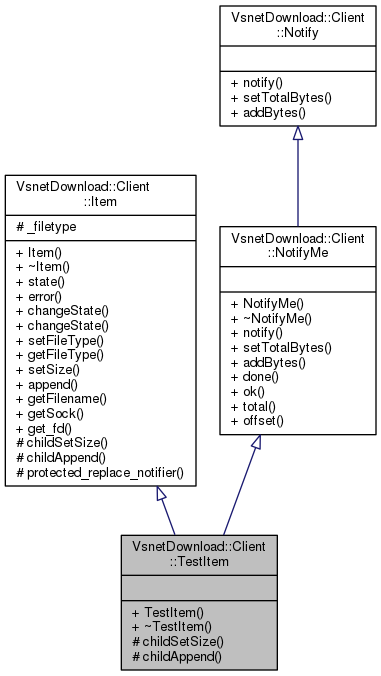 VsnetDownload::Client
::Notify
+ notify()
+ setTotalBytes()
+ addBytes()
VsnetDownload::Client
::Item
# _filetype
+ Item()
+ ~Item()
+ state()
+ error()
+ changeState()
+ changeState()
+ setFileType()
+ getFileType()
+ setSize()
+ append()
+ getFilename()
+ getSock()
+ get_fd()
# childSetSize()
# childAppend()
# protected_replace_notifier()
VsnetDownload::Client
::NotifyMe
+ NotifyMe()
+ ~NotifyMe()
+ notify()
+ setTotalBytes()
+ addBytes()
+ done()
+ ok()
+ total()
+ offset()
VsnetDownload::Client
::TestItem
+ TestItem()
+ ~TestItem()
# childSetSize()
# childAppend()